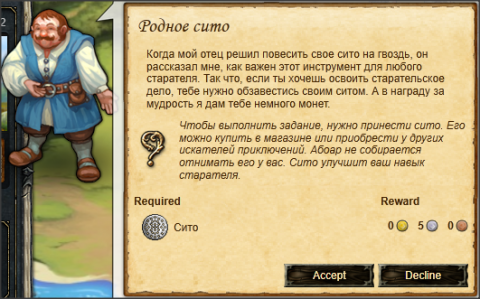 Родное сито
Когда мой отец решил повесить свое сито на гвоздь, он
рассказал мне, как важен этот инструмент для любого
старателя. Так что, если ты хочешь освоить старательское
дело, тебе нужно обзавестись своим ситом. А в награду за
мудрость я дам тебе немного монет.
Чтобы выполнить задание, нужно принести сито. Его
можно купить в магазине или приобрести у других
искателей приключений. Абоар не собирается
отнимать его у вас. Сито улучшит ваш навык
старателя.
Required Reward
Сито 0 5 0
Accept Decline